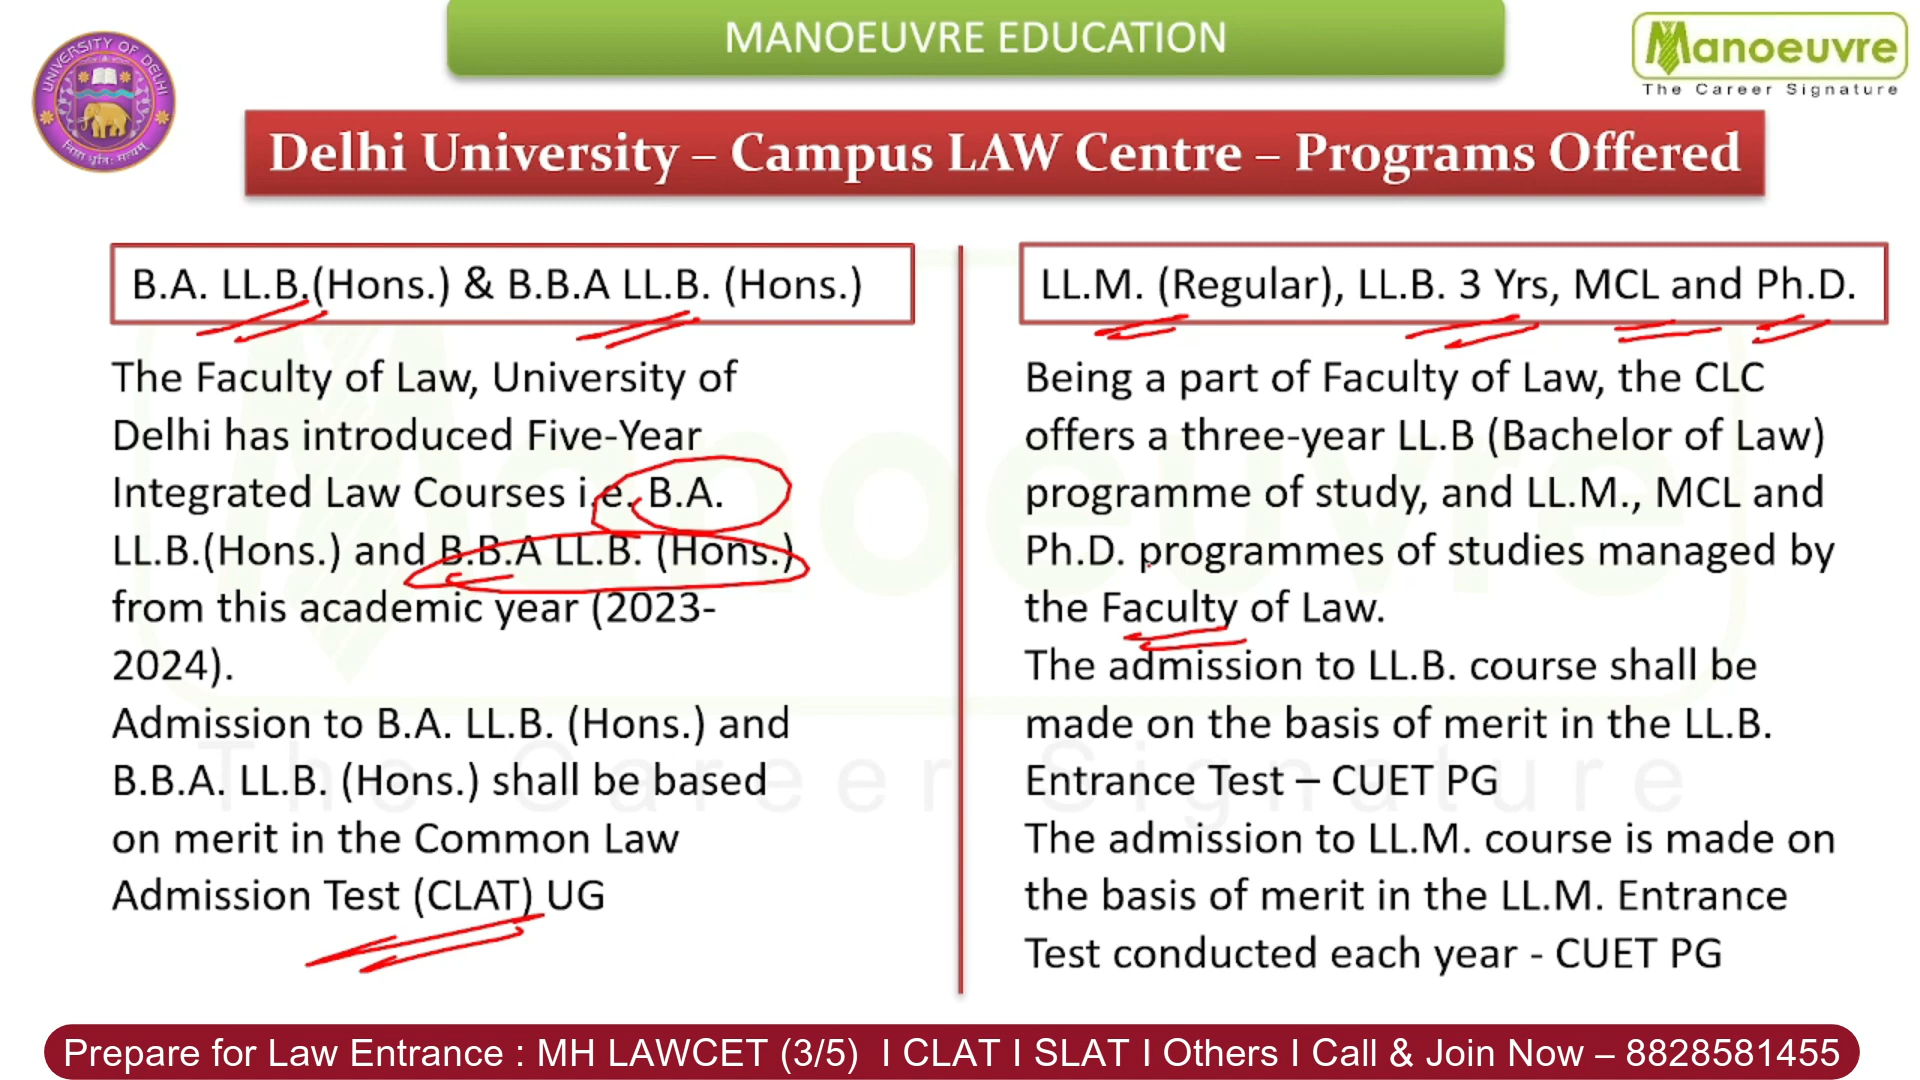 MANOEUVRE EDUCATION
UNIVERSITY OF DELHI
Manoeuvre
The Career Signature
Delhi University – Campus LAW Centre – Programs Offered
B.A. LL.B.(Hons.) & B.B.A LL.B. (Hons.)
The Faculty of Law, University of
Delhi has introduced Five-Year
Integrated Law Courses i.e. B.A.
LL.B.(Hons.) and B.B.A LL.B. (Hons.)
from this academic year (2023-
2024).
Admission to B.A. LL.B. (Hons.) and
B.B.A. LL.B. (Hons.) shall be based
on merit in the Common Law
Admission Test (CLAT) UG
LL.M. (Regular), LL.B. 3 Yrs, MCL and Ph.D.
Being a part of Faculty of Law, the CLC
offers a three-year LL.B (Bachelor of Law)
programme of study, and LL.M., MCL and
Ph.D. programmes of studies managed by
the Faculty of Law.
The admission to LL.B. course shall be
made on the basis of merit in the LL.B.
Entrance Test – CUET PG
The admission to LL.M. course is made on
the basis of merit in the LL.M. Entrance
Test conducted each year - CUET PG
Manoeuvre
The Career Signature
Prepare for Law Entrance : MH LAWCET (3/5) I CLAT I SLAT I Others I Call & Join Now – 8828581455